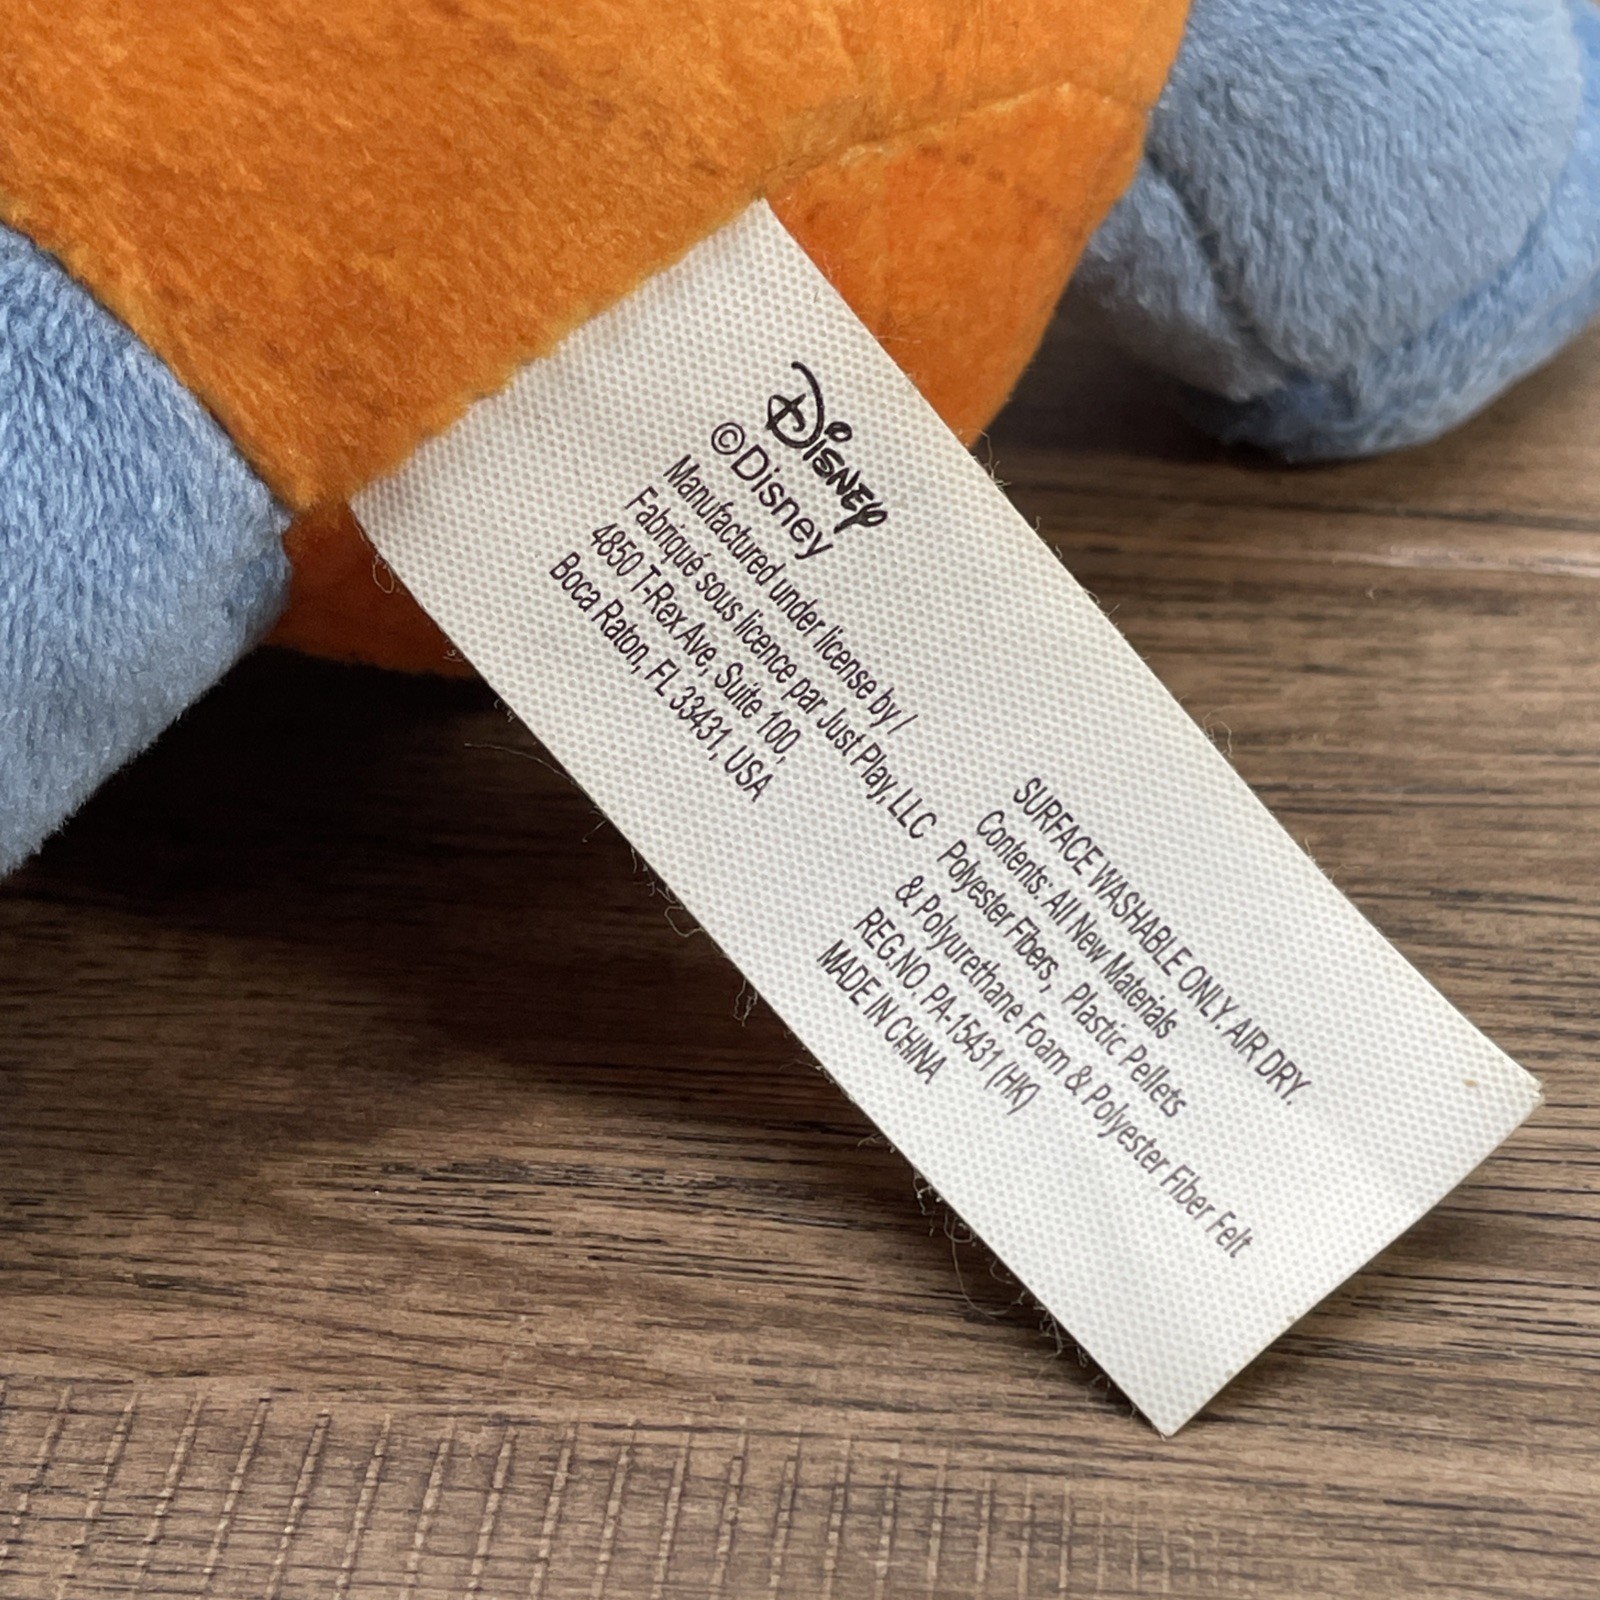 Disney
©Disney
Manufactured under license by /
Fabriqué sous licence par Just Play, LLC
4850 T-Rex Ave, Suite 100,
Boca Raton, FL 33431, USA
SURFACE WASHABLE ONLY. AIR DRY.
Contents: All New Materials
Polyester Fibers, Plastic Pellets
& Polyurethane Foam & Polyester Fiber Felt
REG.NO. PA-15431 (HK)
MADE IN CHINA